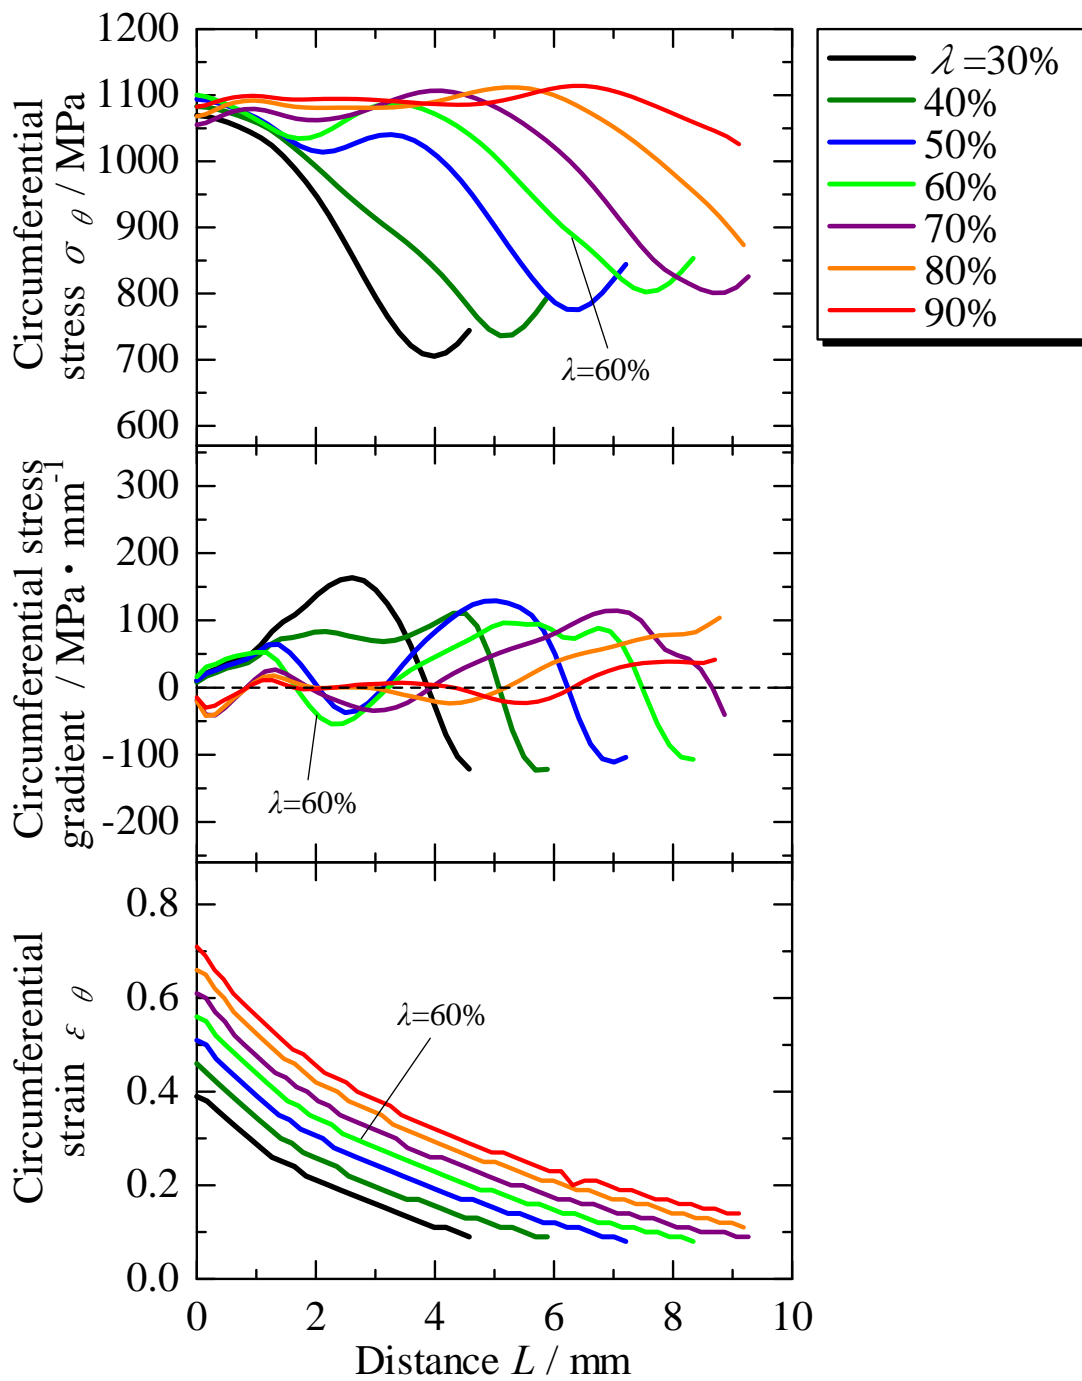 1200
1100
1000
900
800
700
600
Circumferential
stress σ θ / MPa
λ=60%
λ=30%
40%
50%
60%
70%
80%
90%
300
200
100
0
-100
-200
Circumferential stress
gradient / MPa・mm-1
λ=60%
0.8
0.6
0.4
0.2
0.0
Circumferential
strain ε θ
λ=60%
0 2 4 6 8 10
Distance L / mm